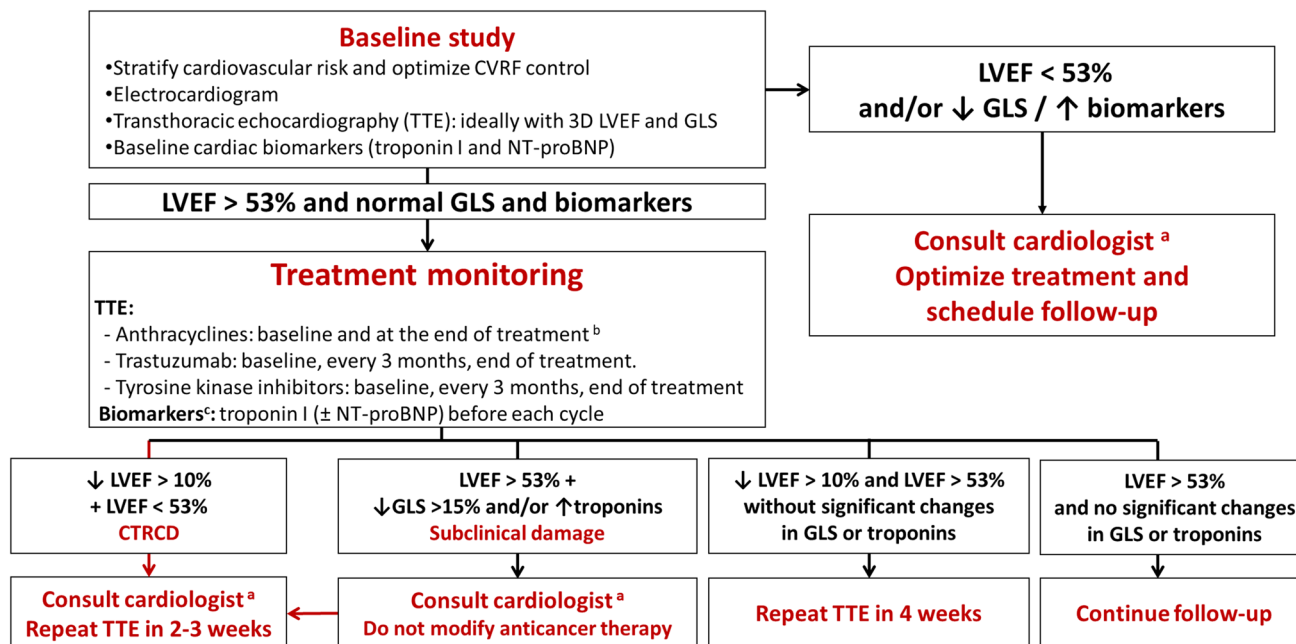 Baseline study
•Stratify cardiovascular risk and optimize CVRF control
•Electrocardiogram
•Transthoracic echocardiography (TTE): ideally with 3D LVEF and GLS
•Baseline cardiac biomarkers (troponin I and NT-proBNP)
LVEF < 53%
and/or ↓ GLS / ↑ biomarkers
LVEF > 53% and normal GLS and biomarkers
Consult cardiologist ᵃ
Optimize treatment and
schedule follow-up
Treatment monitoring
TTE:
- Anthracyclines: baseline and at the end of treatment ᵇ
- Trastuzumab: baseline, every 3 months, end of treatment.
- Tyrosine kinase inhibitors: baseline, every 3 months, end of treatment
Biomarkersᶜ: troponin I (± NT-proBNP) before each cycle
↓ LVEF > 10%
+ LVEF < 53%
CTRCD
LVEF > 53% +
↓GLS >15% and/or ↑troponins
Subclinical damage
↓ LVEF > 10% and LVEF > 53%
without significant changes
in GLS or troponins
LVEF > 53%
and no significant changes
in GLS or troponins
Consult cardiologist ᵃ
Repeat TTE in 2-3 weeks
Consult cardiologist ᵃ
Do not modify anticancer therapy
Repeat TTE in 4 weeks
Continue follow-up